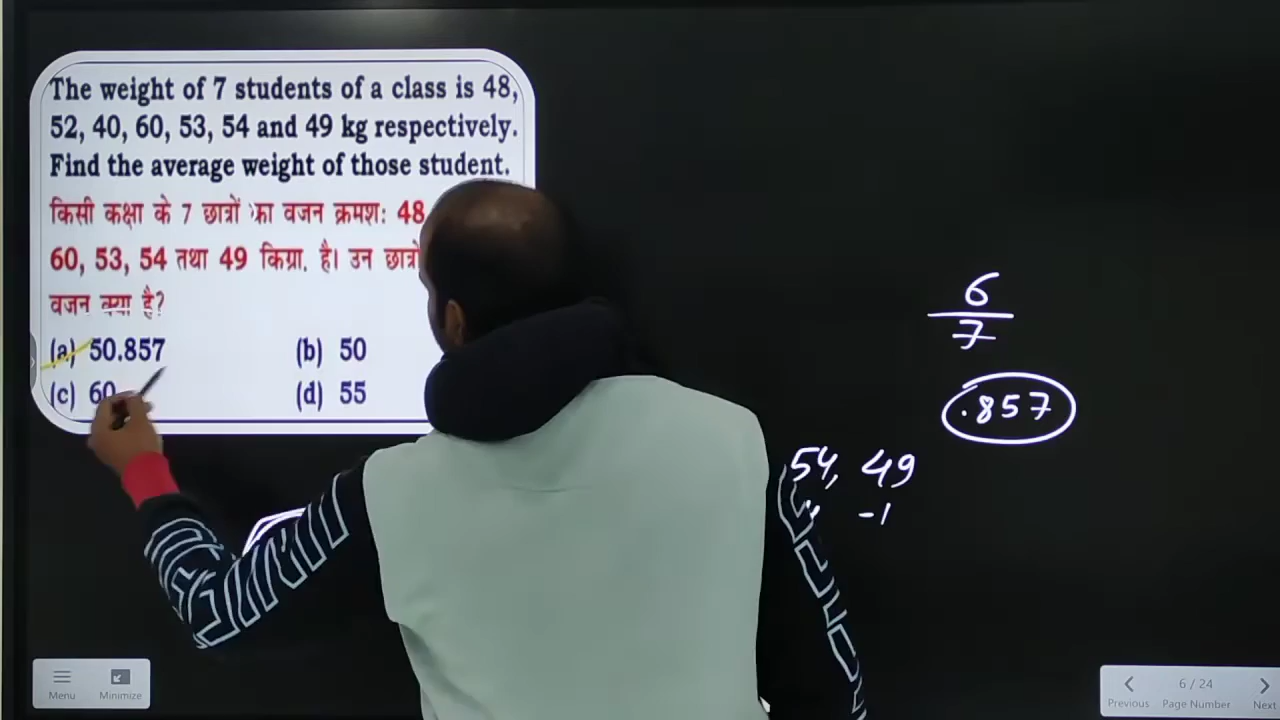 The weight of 7 students of a class is 48,
52, 40, 60, 53, 54 and 49 kg respectively.
Find the average weight of those student.
किसी कक्षा के 7 छात्रों का वजन क्रमश: 48
60, 53, 54 तथा 49 किग्रा. है। उन छात्रों
वजन क्या है?
(a) 50.857 (b) 50
(c) 60 (d) 55
6
7
.857
54, 49
-1
Menu Minimize
6 / 24
Previous Page Number Next